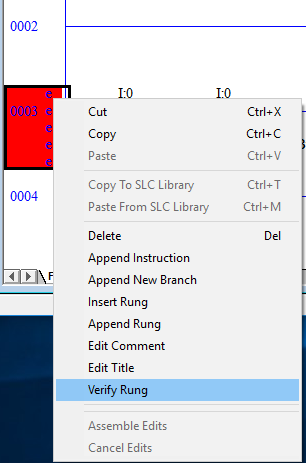 0002
I:0 I:0
e
0003 e
e
e
e
0004
Cut Ctrl+X
Copy Ctrl+C
Paste Ctrl+V
Copy To SLC Library Ctrl+T
Paste From SLC Library Ctrl+M
Delete Del
Append Instruction
Append New Branch
Insert Rung
Append Rung
Edit Comment
Edit Title
Verify Rung
Assemble Edits
Cancel Edits